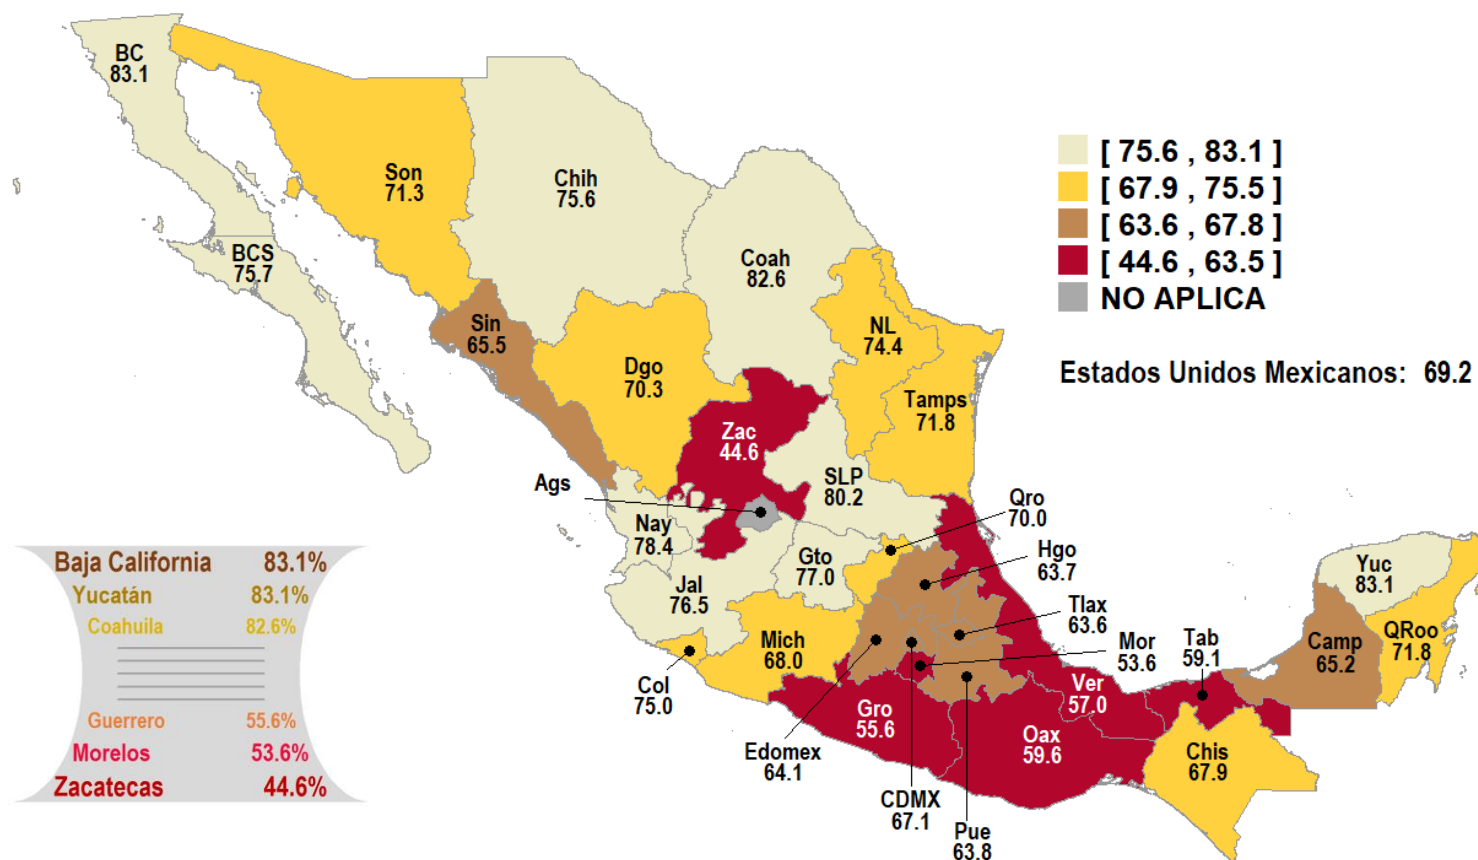 BC
83.1
Son
71.3
Chih
75.6
BCS
75.7
Coah
82.6
Sin
65.5
Dgo
70.3
NL
74.4
Tamps
71.8
Zac
44.6
SLP
80.2
Ags
Nay
78.4
Gto
77.0
Qro
70.0
Hgo
63.7
Jal
76.5
Tlax
63.6
Mich
68.0
Mor
53.6
Tab
59.1
Col
75.0
Yuc
83.1
Camp
65.2
QRoo
71.8
Gro
55.6
Ver
57.0
Oax
59.6
Edomex
64.1
CDMX
67.1
Pue
63.8
Chis
67.9
[ 75.6 , 83.1 ]
[ 67.9 , 75.5 ]
[ 63.6 , 67.8 ]
[ 44.6 , 63.5 ]
NO APLICA
Estados Unidos Mexicanos: 69.2
Baja California 83.1%
Yucatán 83.1%
Coahuila 82.6%
Guerrero 55.6%
Morelos 53.6%
Zacatecas 44.6%